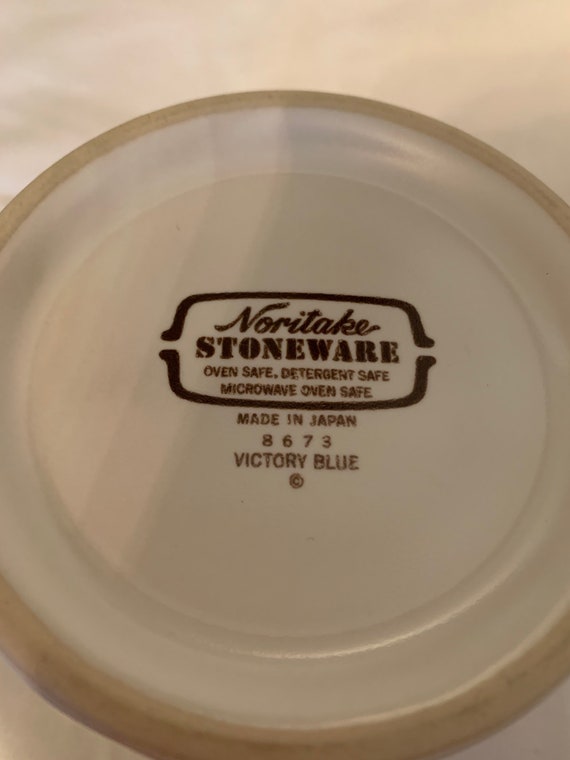 Noritake
STONEWARE
OVEN SAFE. DETERGENT SAFE
MICROWAVE OVEN SAFE
MADE IN JAPAN
8673
VICTORY BLUE
©